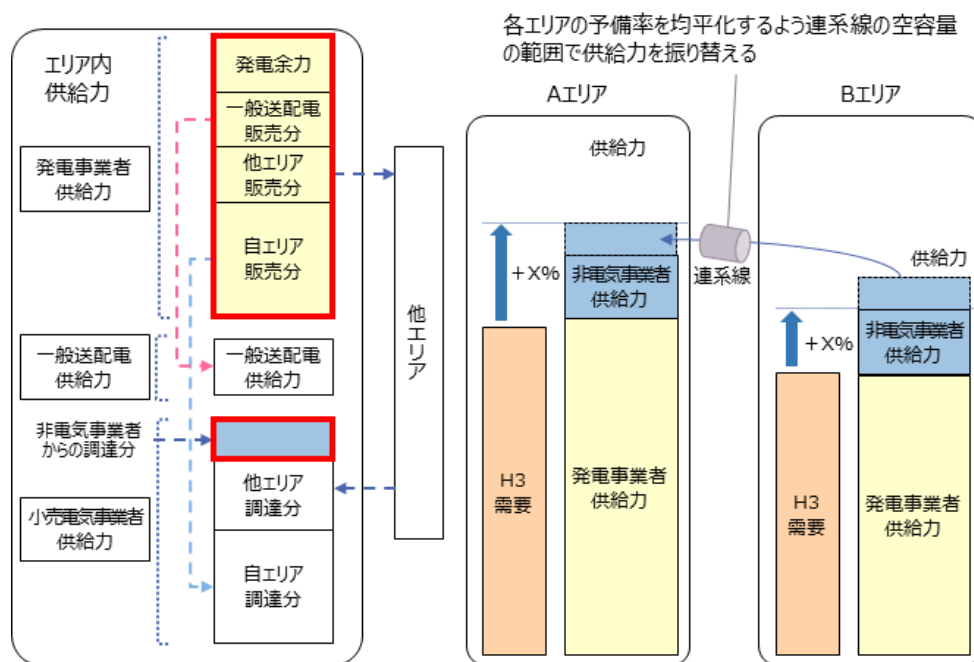 各エリアの予備率を均平化するよう連系線の空容量
の範囲で供給力を振り替える
エリア内
供給力
発電事業者
供給力
一般送配電
供給力
非電気事業者
からの調達分
小売電気事業者
供給力
発電余力
一般送配電
販売分
他エリア
販売分
自エリア
販売分
一般送配電
供給力
他エリア
調達分
自エリア
調達分
他エリア
Aエリア
供給力
+X%
非電気事業者
供給力
H3
需要
発電事業者
供給力
連系線
Bエリア
供給力
+X%
非電気事業者
供給力
H3
需要
発電事業者
供給力